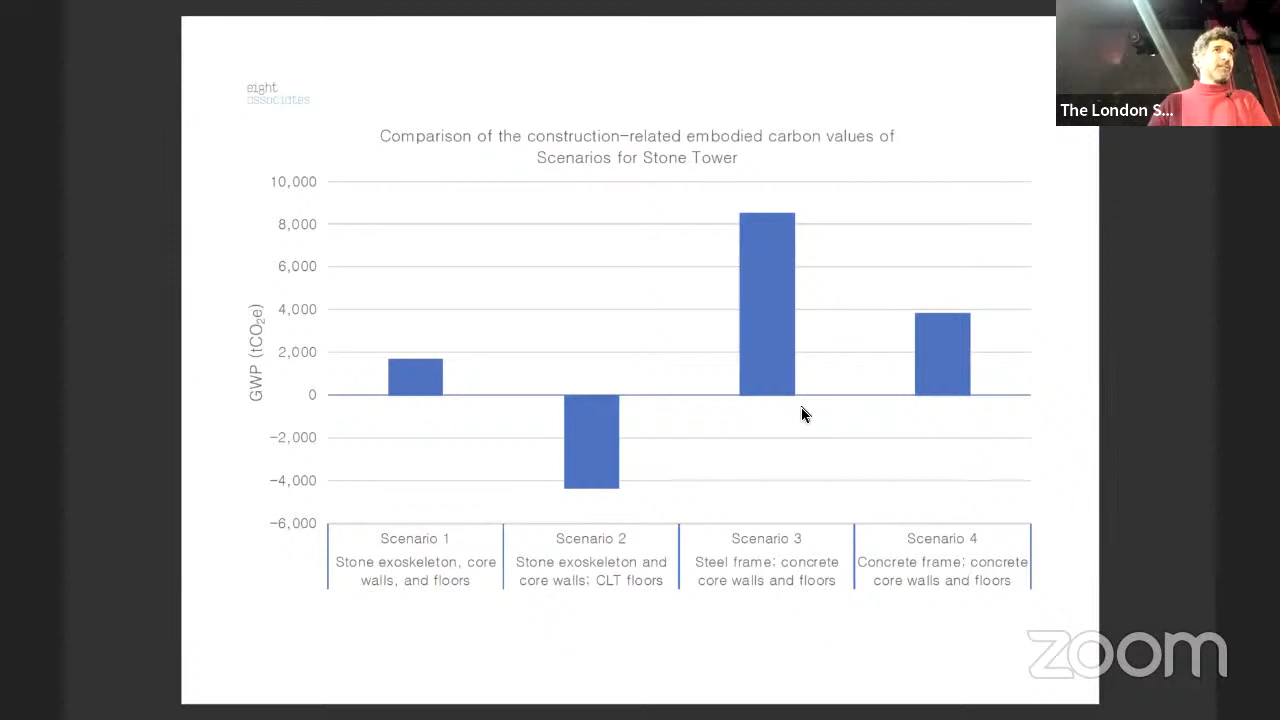 The London S...
eight
associates
Comparison of the construction-related embodied carbon values of
Scenarios for Stone Tower
GWP (tCO₂e)
10,000
8,000
6,000
4,000
2,000
0
-2,000
-4,000
-6,000
Scenario 1
Stone exoskeleton, core
walls, and floors
Scenario 2
Stone exoskeleton and
core walls; CLT floors
Scenario 3
Steel frame; concrete
core walls and floors
Scenario 4
Concrete frame; concrete
core walls and floors
zoom